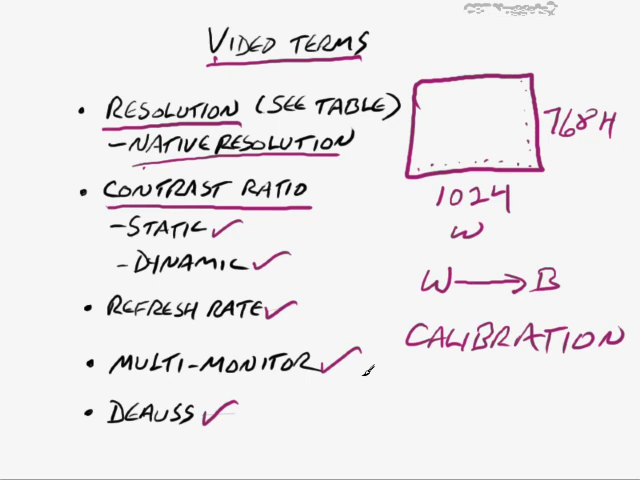 VIDEO TERMS
• RESOLUTION (SEE TABLE)
- NATIVE RESOLUTION
• CONTRAST RATIO
- STATIC ✓
- DYNAMIC ✓
• REFRESH RATE ✓
• MULTI-MONITOR ✓
• DEAUSS ✓
768H
1024
W
W → B
CALIBRATION